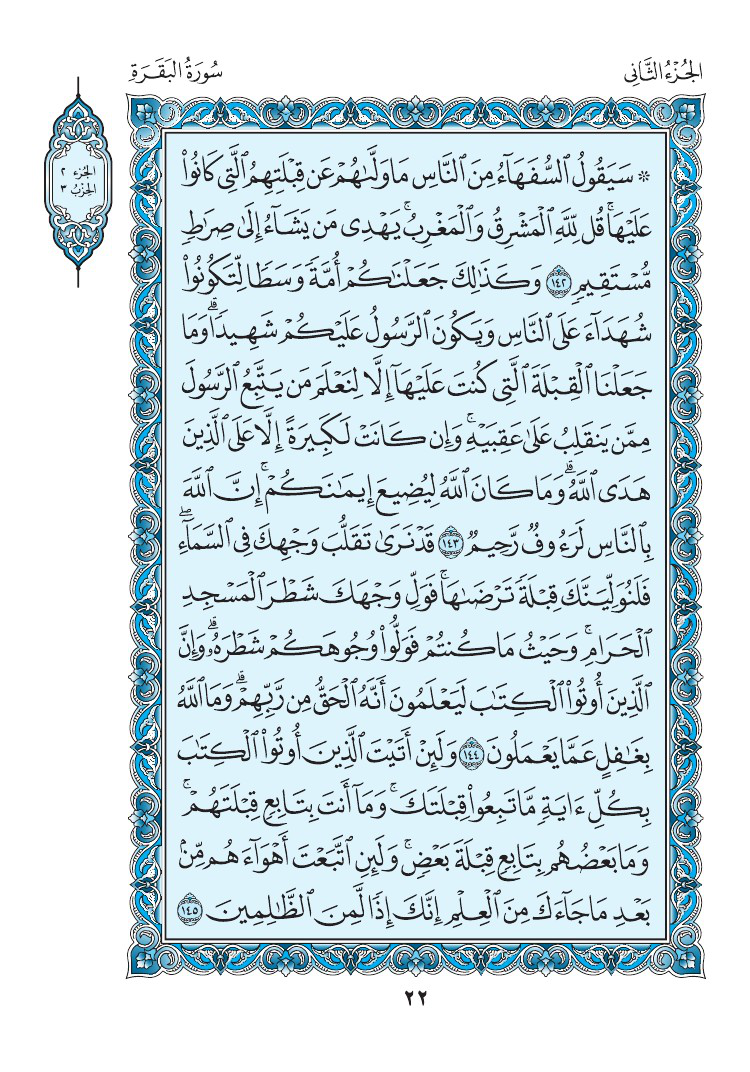 الجُزْءُ الثَّانِي
سُورَةُ البَقَرَةِ
الجزء ٢
الحزب ٣
۞ سَيَقُولُ ٱلسُّفَهَآءُ مِنَ ٱلنَّاسِ مَا وَلَّىٰهُمْ عَن قِبْلَتِهِمُ ٱلَّتِى كَانُوا۟
عَلَيْهَا ۚ قُل لِّلَّهِ ٱلْمَشْرِقُ وَٱلْمَغْرِبُ ۚ يَهْدِى مَن يَشَآءُ إِلَىٰ صِرَٰطٍ
مُّسْتَقِيمٍ ١٤٢ وَكَذَٰلِكَ جَعَلْنَٰكُمْ أُمَّةً وَسَطًا لِّتَكُونُوا۟
شُهَدَآءَ عَلَى ٱلنَّاسِ وَيَكُونَ ٱلرَّسُولُ عَلَيْكُمْ شَهِيدًا ۗ وَمَا
جَعَلْنَا ٱلْقِبْلَةَ ٱلَّتِى كُنتَ عَلَيْهَآ إِلَّا لِنَعْلَمَ مَن يَتَّبِعُ ٱلرَّسُولَ
مِمَّن يَنقَلِبُ عَلَىٰ عَقِبَيْهِ ۚ وَإِن كَانَتْ لَكَبِيرَةً إِلَّا عَلَى ٱلَّذِينَ
هَدَى ٱللَّهُ ۗ وَمَا كَانَ ٱللَّهُ لِيُضِيعَ إِيمَٰنَكُمْ ۚ إِنَّ ٱللَّهَ
بِٱلنَّاسِ لَرَءُوفٌ رَّحِيمٌ ١٤٣ قَدْ نَرَىٰ تَقَلُّبَ وَجْهِكَ فِى ٱلسَّمَآءِ ۖ
فَلَنُوَلِّيَنَّكَ قِبْلَةً تَرْضَىٰهَا ۚ فَوَلِّ وَجْهَكَ شَطْرَ ٱلْمَسْجِدِ
ٱلْحَرَامِ ۚ وَحَيْثُ مَا كُنتُمْ فَوَلُّوا۟ وُجُوهَكُمْ شَطْرَهُۥ ۗ وَإِنَّ
ٱلَّذِينَ أُوتُوا۟ ٱلْكِتَٰبَ لَيَعْلَمُونَ أَنَّهُ ٱلْحَقُّ مِن رَّبِّهِمْ ۗ وَمَا ٱللَّهُ
بِغَٰفِلٍ عَمَّا يَعْمَلُونَ ١٤٤ وَلَئِنْ أَتَيْتَ ٱلَّذِينَ أُوتُوا۟ ٱلْكِتَٰبَ
بِكُلِّ ءَايَةٍ مَّا تَبِعُوا۟ قِبْلَتَكَ ۚ وَمَآ أَنتَ بِتَابِعٍ قِبْلَتَهُمْ ۚ
وَمَا بَعْضُهُم بِتَابِعٍ قِبْلَةَ بَعْضٍ ۚ وَلَئِنِ ٱتَّبَعْتَ أَهْوَآءَهُم مِّنۢ
بَعْدِ مَا جَآءَكَ مِنَ ٱلْعِلْمِ إِنَّكَ إِذًا لَّمِنَ ٱلظَّٰلِمِينَ ١٤٥
٢٢